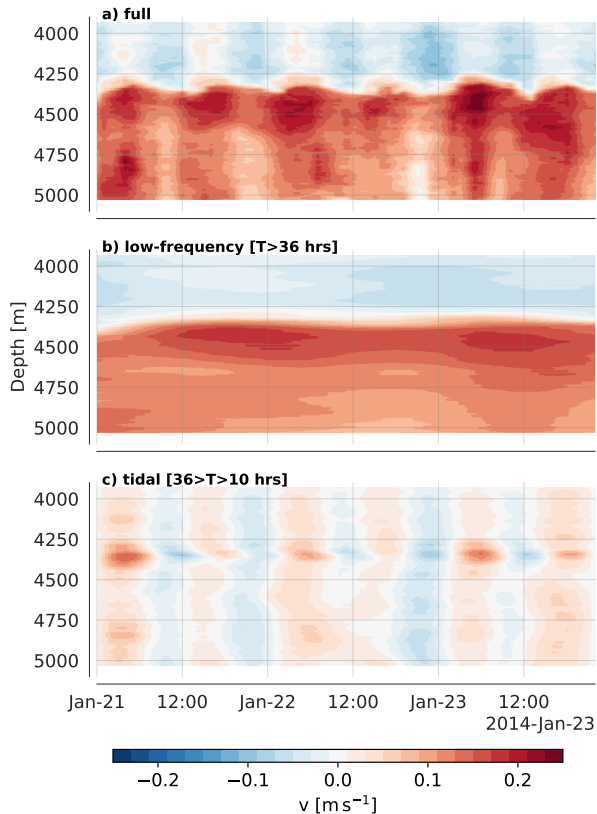 a) full
4000
4250
4500
4750
5000
b) low-frequency [T>36 hrs]
4000
4250
4500
4750
5000
Depth [m]
c) tidal [36>T>10 hrs]
4000
4250
4500
4750
5000
Jan-21 12:00 Jan-22 12:00 Jan-23 12:00
2014-Jan-23
−0.2 −0.1 0.0 0.1 0.2
v [m s⁻¹]